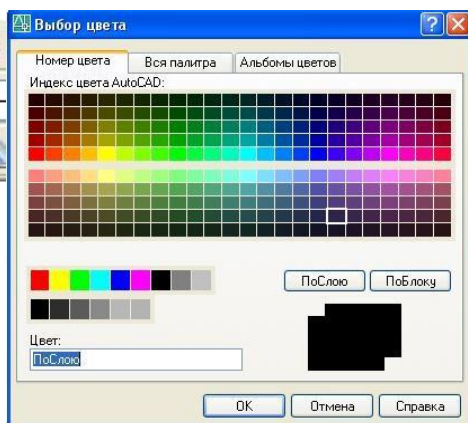 Выбор цвета
Номер цвета
Вся палитра
Альбомы цветов
Индекс цвета AutoCAD:
ПоСлою
ПоБлоку
Цвет:
ПоСлою
OK
Отмена
Справка